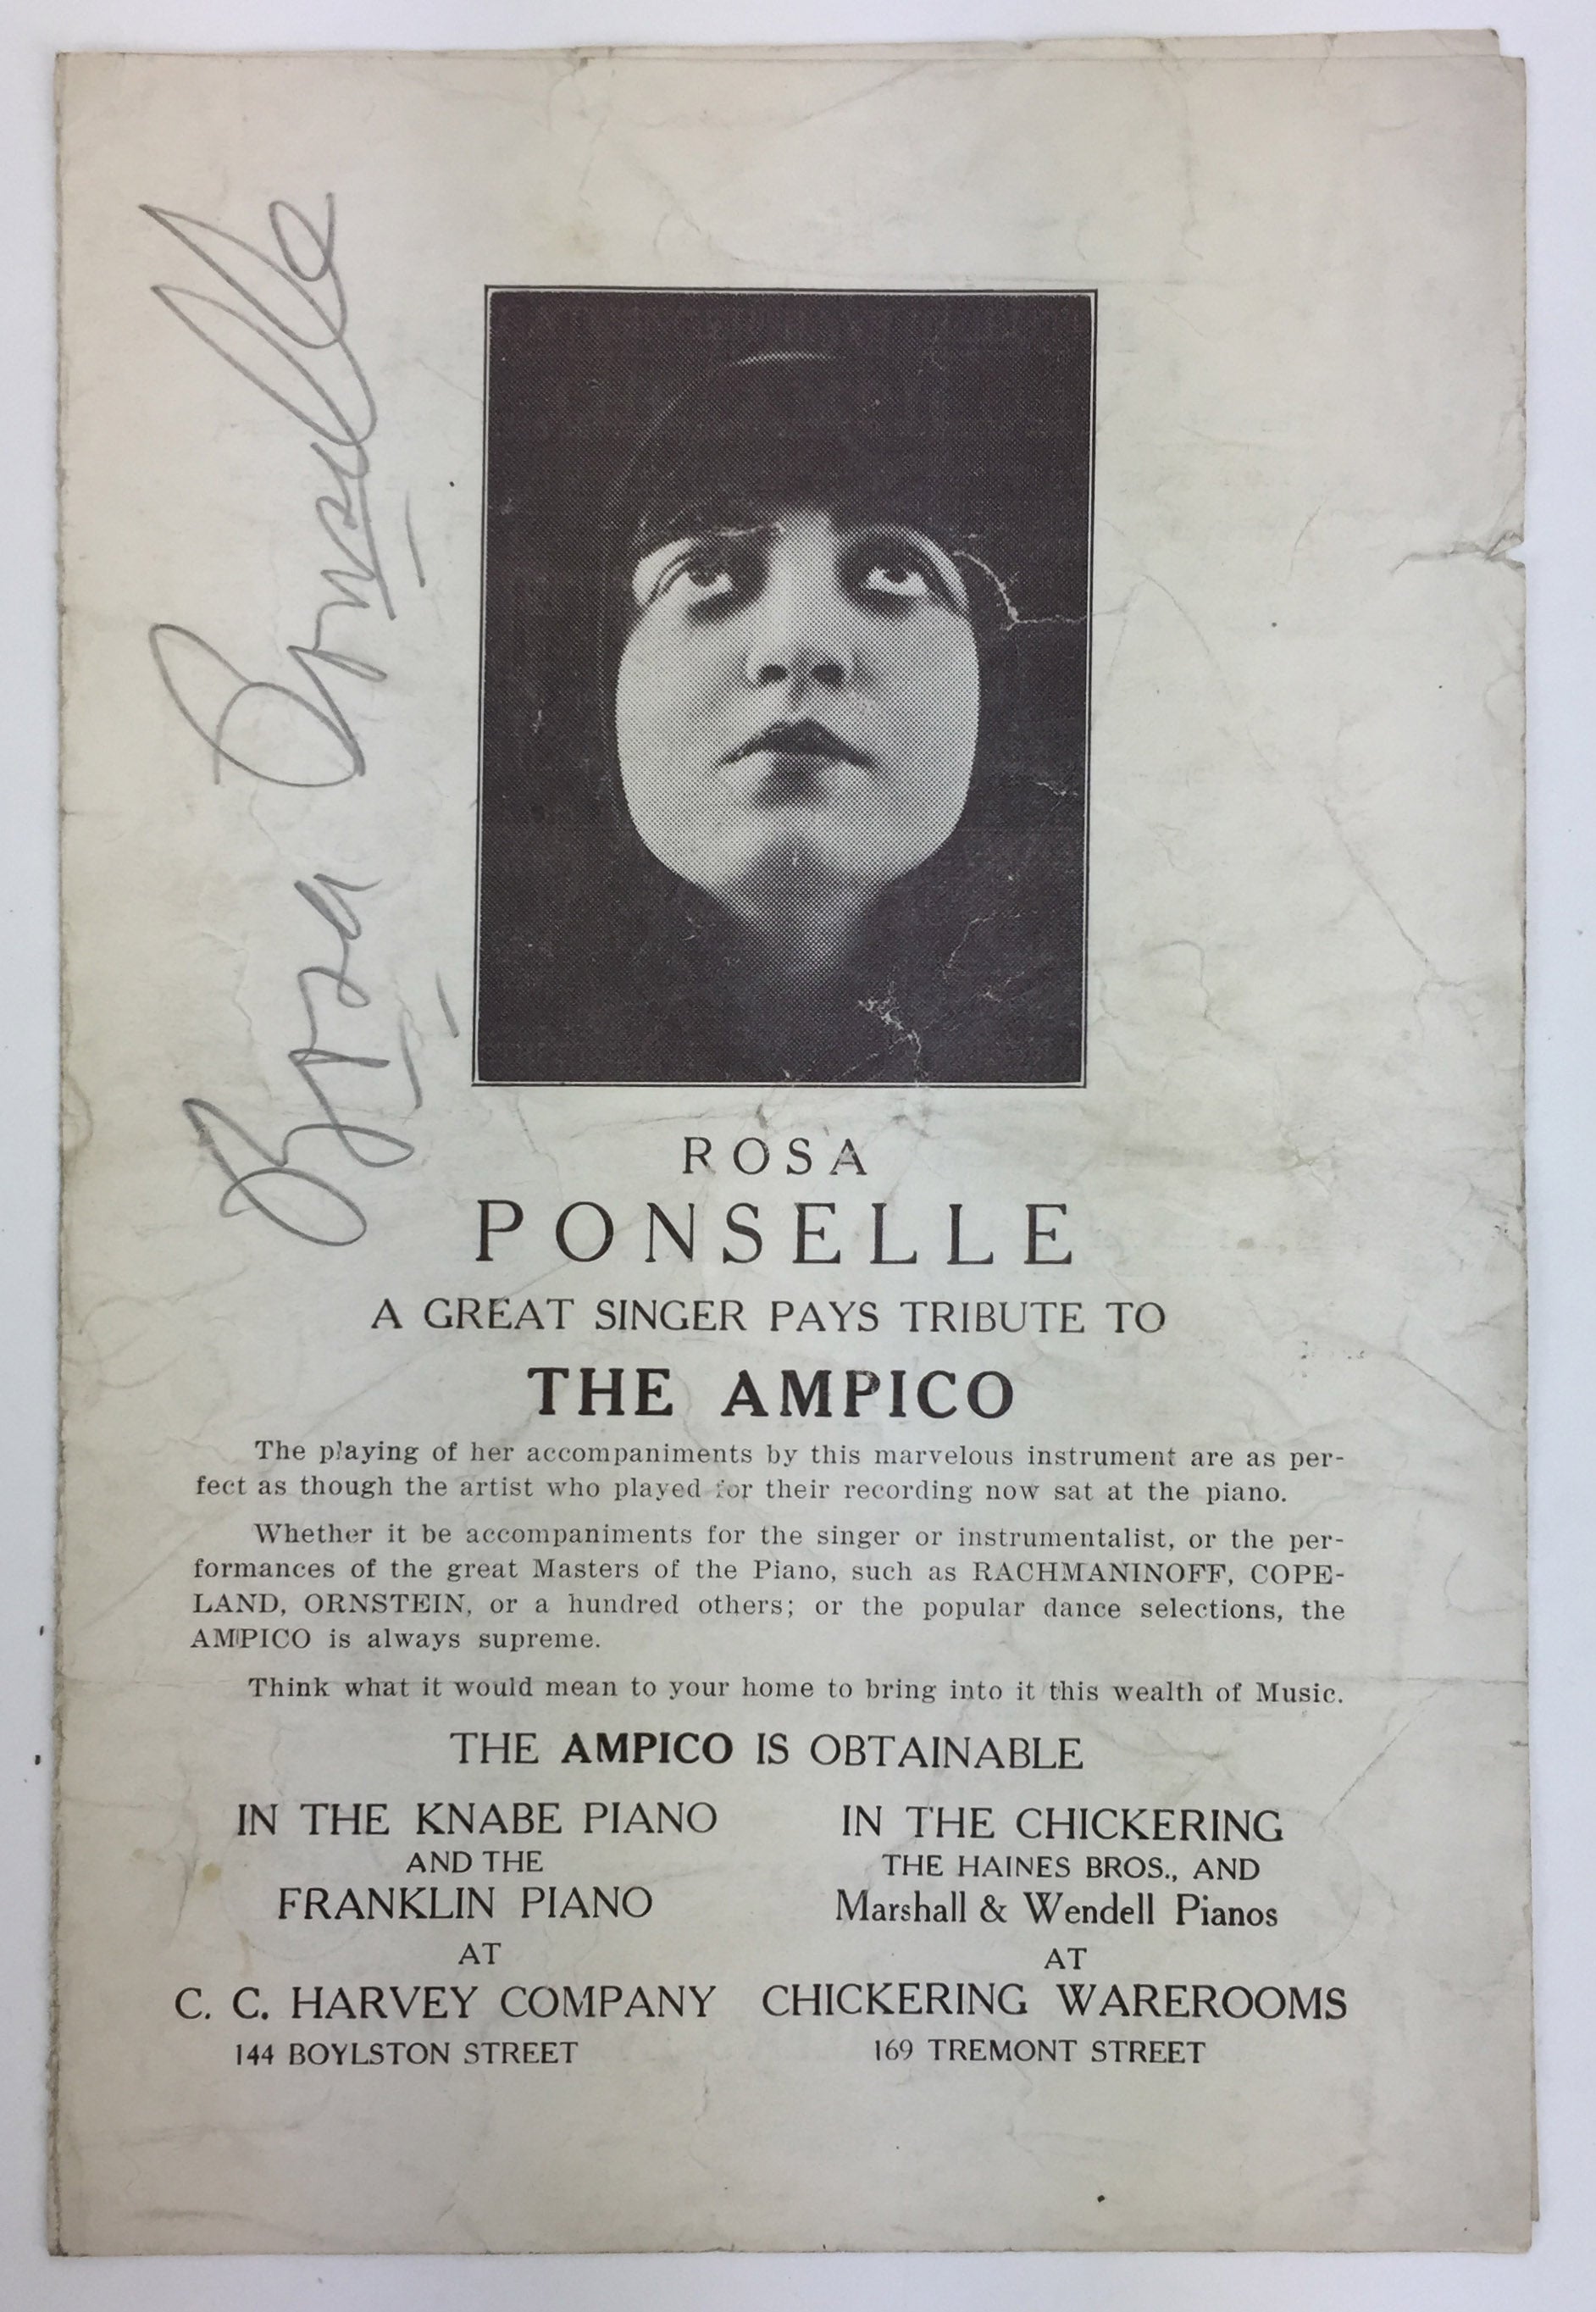 Rosa Ponselle
ROSA
PONSELLE
A GREAT SINGER PAYS TRIBUTE TO
THE AMPICO
The playing of her accompaniments by this marvelous instrument are as per-
fect as though the artist who played for their recording now sat at the piano.
Whether it be accompaniments for the singer or instrumentalist, or the per-
formances of the great Masters of the Piano, such as RACHMANINOFF, COPE-
LAND, ORNSTEIN, or a hundred others; or the popular dance selections, the
AMPICO is always supreme.
Think what it would mean to your home to bring into it this wealth of Music.
THE AMPICO IS OBTAINABLE
IN THE KNABE PIANO
AND THE
FRANKLIN PIANO
AT
C. C. HARVEY COMPANY
144 BOYLSTON STREET
IN THE CHICKERING
THE HAINES BROS., AND
Marshall & Wendell Pianos
AT
CHICKERING WAREROOMS
169 TREMONT STREET